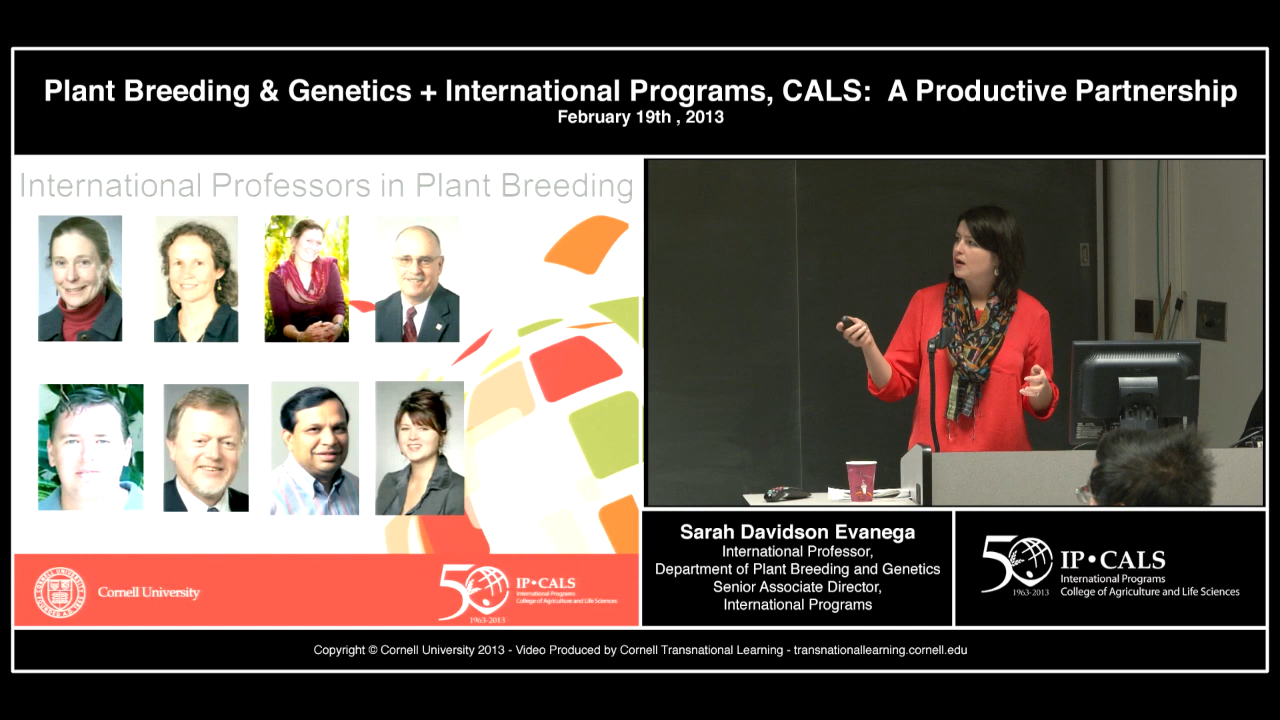 Plant Breeding & Genetics + International Programs, CALS: A Productive Partnership
February 19th , 2013
International Professors in Plant Breeding
Cornell University
50 IP•CALS
International Programs
College of Agriculture and Life Sciences
1963-2013
Sarah Davidson Evanega
International Professor,
Department of Plant Breeding and Genetics
Senior Associate Director,
International Programs
50 IP•CALS
International Programs
College of Agriculture and Life Sciences
1963-2013
Copyright © Cornell University 2013 - Video Produced by Cornell Transnational Learning - transnationallearning.cornell.edu